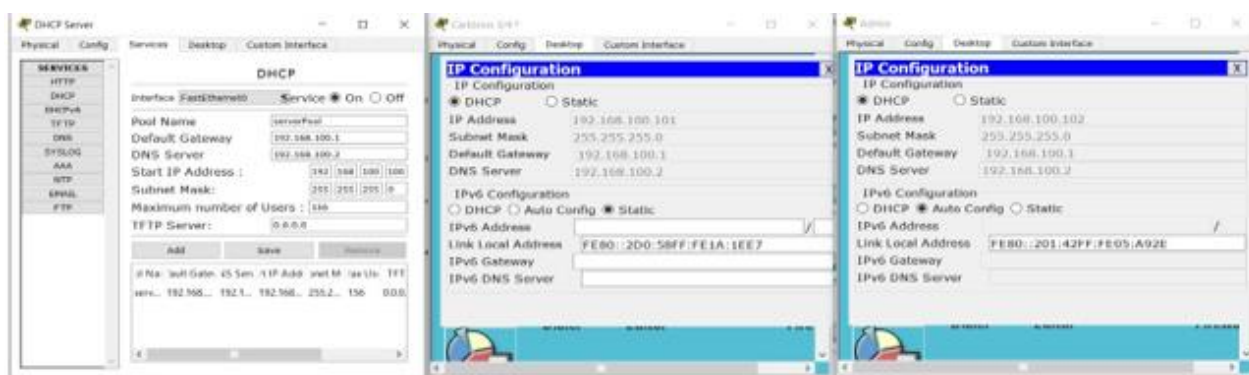 DHCP Server
Physical Config Services Desktop Custom Interface
SERVICES
HTTP
DHCP
DHCPv6
TFTP
DNS
SYSLOG
AAA
NTP
EMAIL
FTP
DHCP
Interface FastEthernet0 Service On Off
Pool Name serverPool
Default Gateway 192.168.100.1
DNS Server 192.168.100.2
Start IP Address : 192 168 100 100
Subnet Mask: 255 255 255 0
Maximum number of Users : 156
TFTP Server: 0.0.0.0
Add Save Remove
serv... 192.168... 192.1... 192.168... 255.2... 156 0.0.0.
Physical Config Desktop Custom Interface
IP Configuration X
IP Configuration
DHCP Static
IP Address 192.168.100.101
Subnet Mask 255.255.255.0
Default Gateway 192.168.100.1
DNS Server 192.168.100.2
IPv6 Configuration
DHCP Auto Config Static
IPv6 Address /
Link Local Address FE80::2D0:58FF:FE1A:1EE7
IPv6 Gateway
IPv6 DNS Server
Admin
Physical Config Desktop Custom Interface
IP Configuration X
IP Configuration
DHCP Static
IP Address 192.168.100.102
Subnet Mask 255.255.255.0
Default Gateway 192.168.100.1
DNS Server 192.168.100.2
IPv6 Configuration
DHCP Auto Config Static
IPv6 Address /
Link Local Address FE80::201:42FF:FE05:A92E
IPv6 Gateway
IPv6 DNS Server